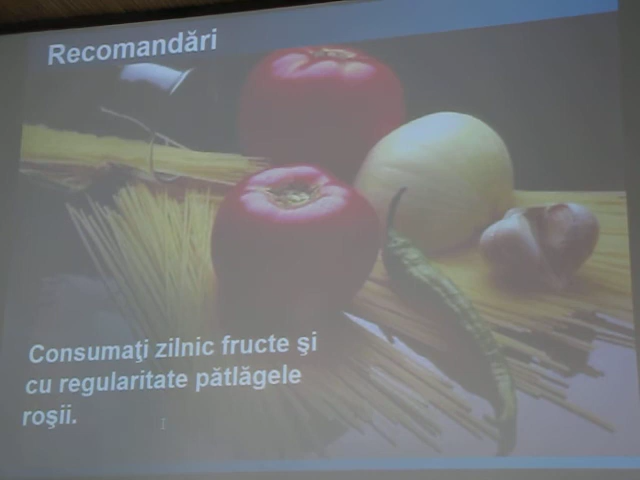 Recomandări
Consumaţi zilnic fructe şi
cu regularitate pătlăgele
roşii.